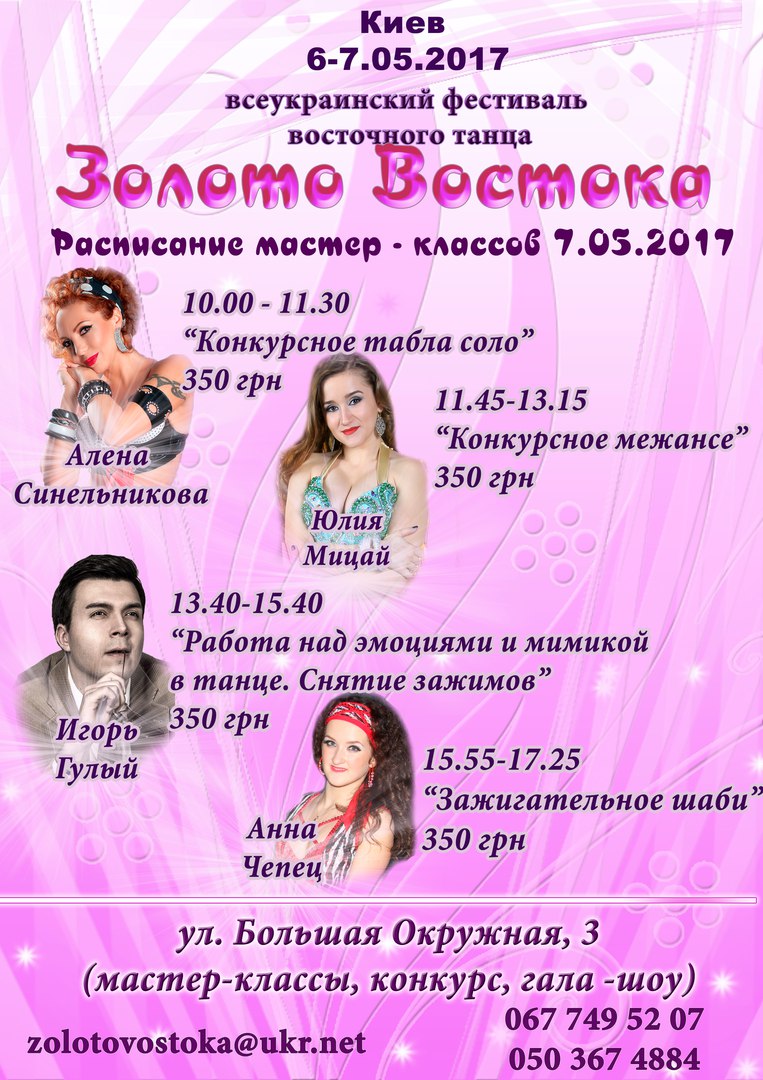 Киев
6-7.05.2017
всеукраинский фестиваль
восточного танца
Золото Востока
Расписание мастер - классов 7.05.2017
10.00 - 11.30
“Конкурсное табла соло”
350 грн
Алена
Синельникова
11.45-13.15
“Конкурсное межансе”
350 грн
Юлия
Мицай
13.40-15.40
“Работа над эмоциями и мимикой
в танце. Снятие зажимов”
350 грн
Игорь
Гулый
15.55-17.25
“Зажигательное шаби”
350 грн
Анна
Чепец
ул. Большая Окружная, 3
(мастер-классы, конкурс, гала -шоу)
067 749 52 07
zolotovostoka@ukr.net
050 367 4884